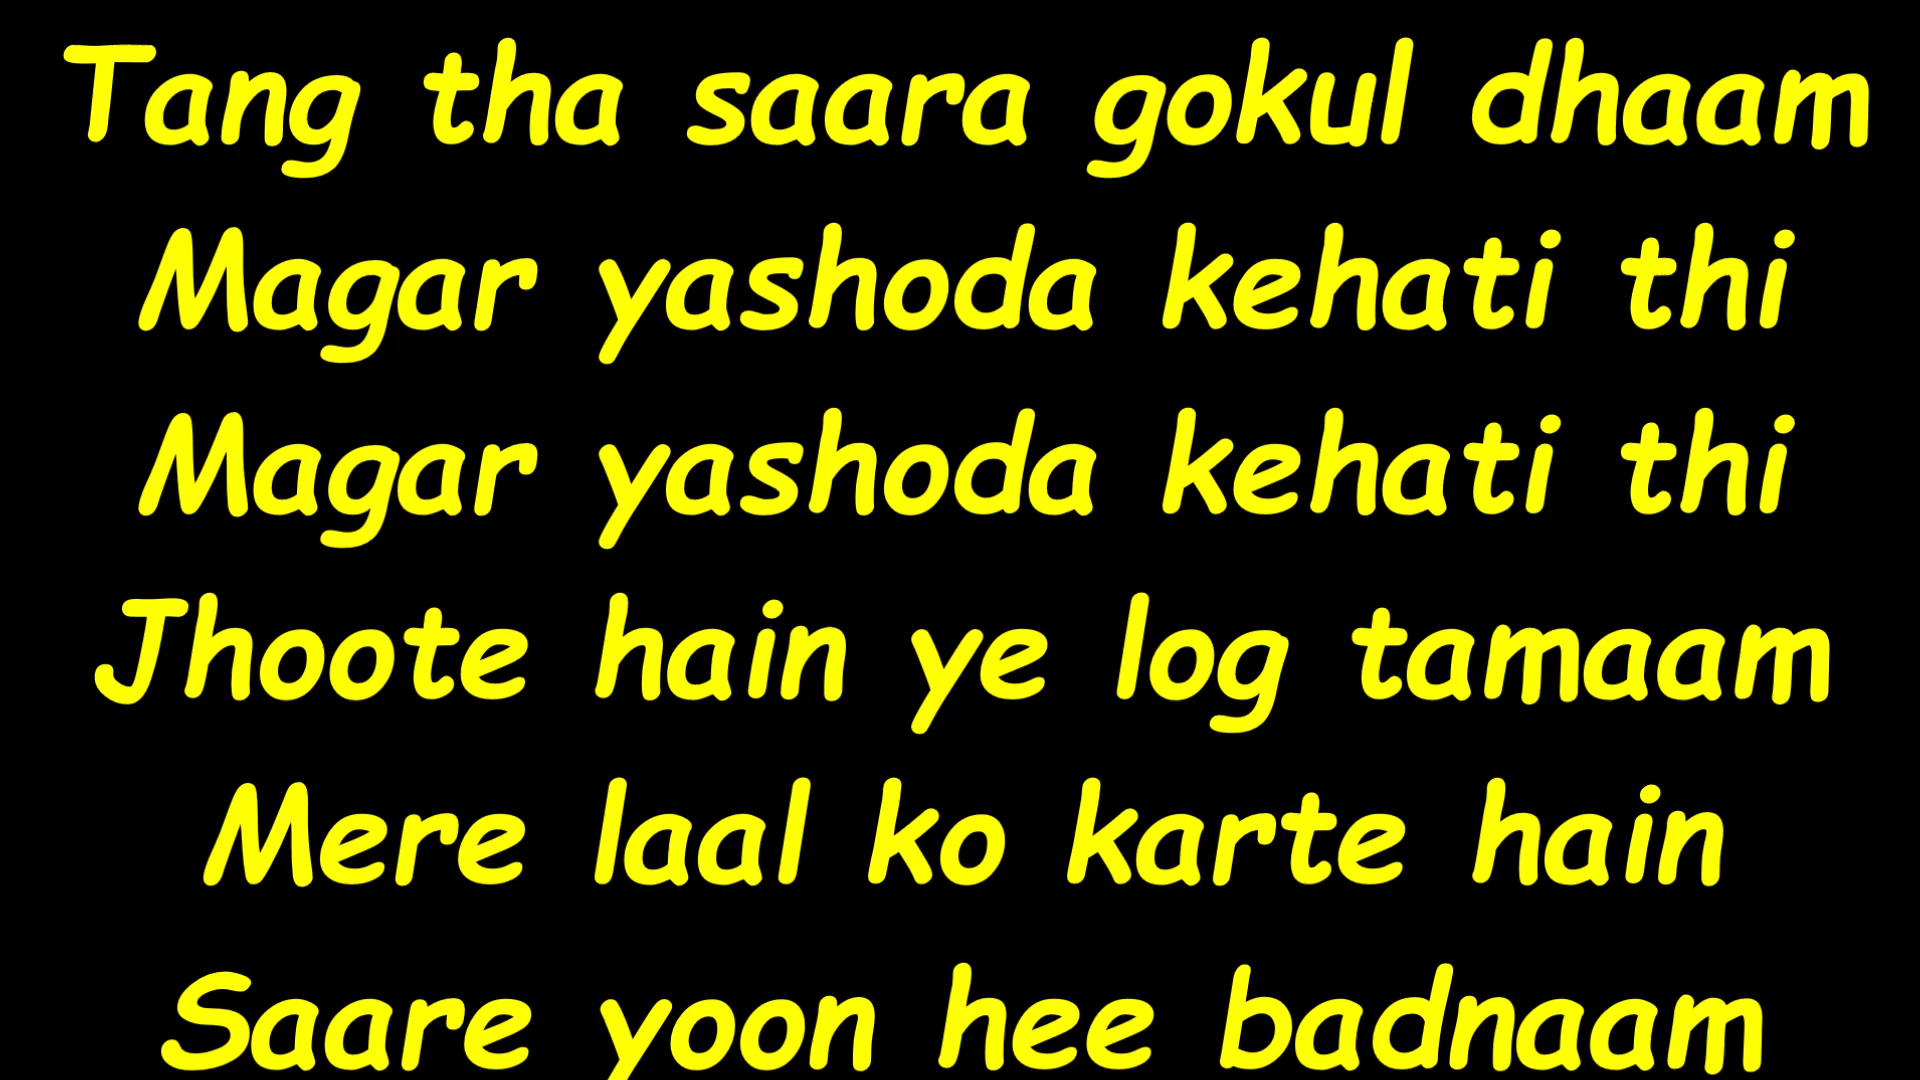 Tang tha saara gokul dhaam
Magar yashoda kehati thi
Magar yashoda kehati thi
Jhoote hain ye log tamaam
Mere laal ko karte hain
Saare yoon hee badnaam